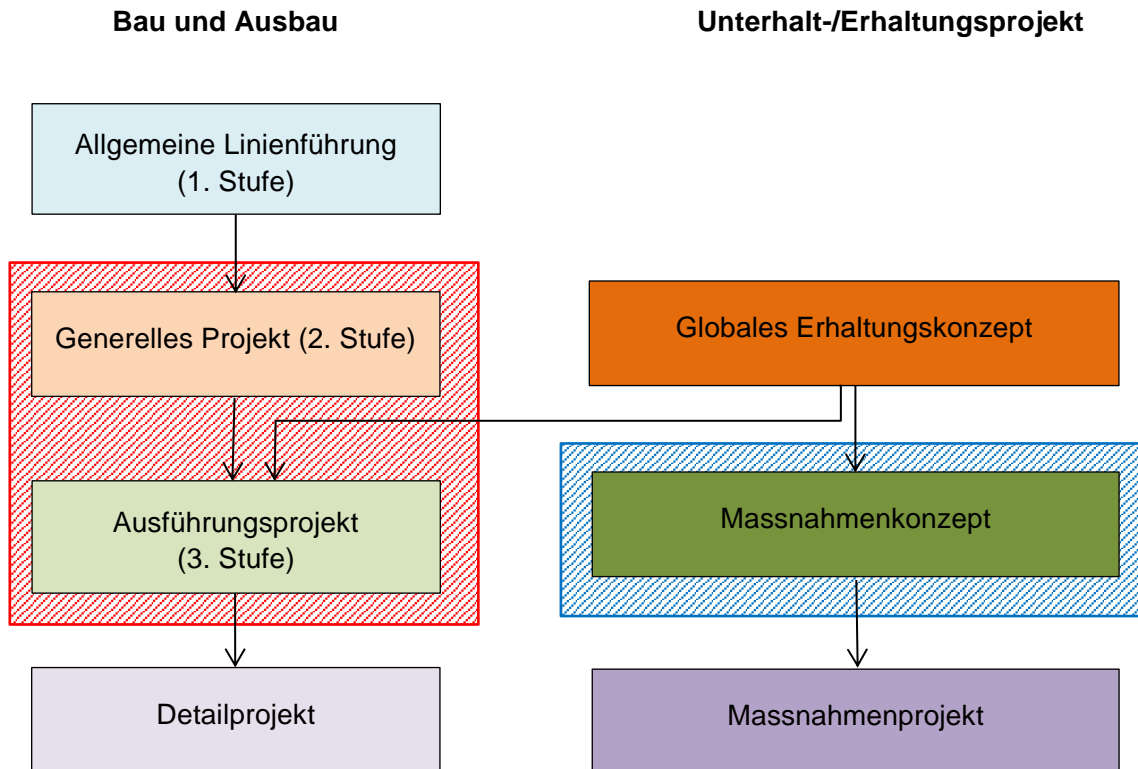 Bau und Ausbau
Unterhalt-/Erhaltungsprojekt
Allgemeine Linienführung
(1. Stufe)
Generelles Projekt (2. Stufe)
Globales Erhaltungskonzept
Ausführungsprojekt
(3. Stufe)
Massnahmenkonzept
Detailprojekt
Massnahmenprojekt